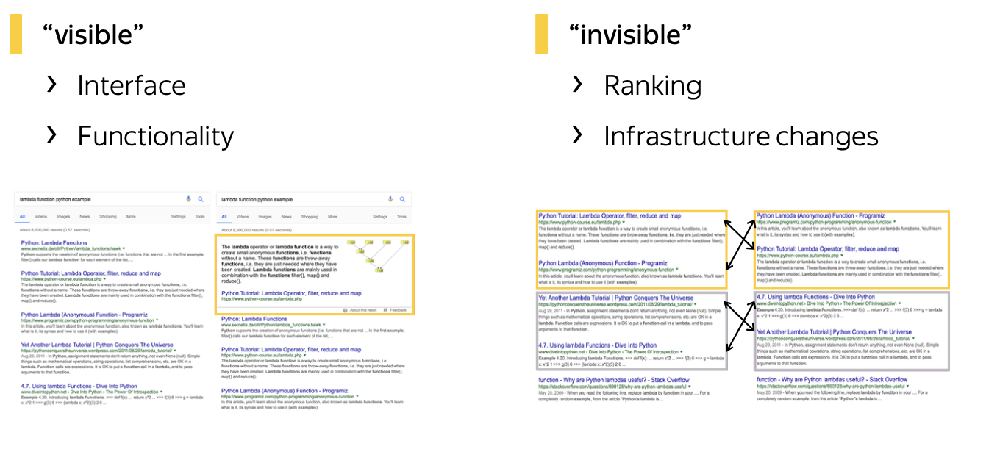 “visible”
› Interface
› Functionality
lambda function python example
All Videos Images News Shopping More Settings Tools
About 8,500,000 results (0.57 seconds)
Python: Lambda Functions
www.secnetix.de/olli/Python/lambda_functions.hawk
Python supports the creation of anonymous functions (i.e. functions that are not ... In the first example,
filter() calls our lambda function for each element of the list, ...
Python Tutorial: Lambda Operator, filter, reduce and map
https://www.python-course.eu/lambda.php
The lambda operator or lambda function is a way to create small anonymous functions, i.e.
functions without a name. These functions are throw-away functions, i.e. they are just needed where
they have been created. Lambda functions are mainly used in combination with the functions filter(),
map() and reduce().
Python Lambda (Anonymous) Function - Programiz
https://www.programiz.com/python-programming/anonymous-function
In this article, you'll learn about the anonymous function, also known as lambda functions. You'll learn
what is it, its syntax and how to use it (with examples).
Yet Another Lambda Tutorial | Python Conquers The Universe
https://pythonconquerstheuniverse.wordpress.com/2011/08/29/lambda_tutorial/
Aug 29, 2011 - In Python, assignment statements don't return anything, not even None (null). Simple
things such as mathematical operations, string operations, list comprehensions, etc. are OK in a
lambda. Function calls are expressions. It is OK to put a function call in a lambda, and to pass
arguments to that function.
4.7. Using lambda Functions - Dive Into Python
www.diveintopython.net › Dive Into Python › The Power Of Introspection
Example 4.20. Introducing lambda Functions. >>> def f(x): ... return x*2 ... >>> f(3) 6 >>> g = lambda
x: x*2 1 >>> g(3) 6 >>> (lambda x: x*2)(3) 2 6 ...
lambda function python example
All Videos Images News Shopping More Settings Tools
About 8,500,000 results (0.57 seconds)
The lambda operator or lambda function is a way to
create small anonymous functions, i.e. functions
without a name. These functions are throw-away
functions, i.e. they are just needed where they have
been created. Lambda functions are mainly used in
combination with the functions filter(), map() and
reduce().
Python Tutorial: Lambda Operator, filter, reduce and map
https://www.python-course.eu/lambda.php
About this result Feedback
Python: Lambda Functions
www.secnetix.de/olli/Python/lambda_functions.hawk
Python supports the creation of anonymous functions (i.e. functions that are not ... In the first example,
filter() calls our lambda function for each element of the list, ...
Python Tutorial: Lambda Operator, filter, reduce and map
https://www.python-course.eu/lambda.php
The lambda operator or lambda function is a way to create small anonymous functions, i.e.
functions without a name. These functions are throw-away functions, i.e. they are just needed where
they have been created. Lambda functions are mainly used in combination with the functions filter(),
map() and reduce().
Python Lambda (Anonymous) Function - Programiz
https://www.programiz.com/python-programming/anonymous-function
In this article, you'll learn about the anonymous function, also known as lambda functions. You'll learn
what is it, its syntax and how to use it (with examples).
“invisible”
› Ranking
› Infrastructure changes
Python Tutorial: Lambda Operator, filter, reduce and map
https://www.python-course.eu/lambda.php
The lambda operator or lambda function is a way to create small anonymous functions, i.e.
functions without a name. These functions are throw-away functions, i.e. they are just needed where
they have been created. Lambda functions are mainly used in combination with the functions filter(),
map() and reduce().
Python Lambda (Anonymous) Function - Programiz
https://www.programiz.com/python-programming/anonymous-function
In this article, you'll learn about the anonymous function, also known as lambda functions. You'll learn
what is it, its syntax and how to use it (with examples).
Yet Another Lambda Tutorial | Python Conquers The Universe
https://pythonconquerstheuniverse.wordpress.com/2011/08/29/lambda_tutorial/
Aug 29, 2011 - In Python, assignment statements don't return anything, not even None (null). Simple
things such as mathematical operations, string operations, list comprehensions, etc. are OK in a
lambda. Function calls are expressions. It is OK to put a function call in a lambda, and to pass
arguments to that function.
4.7. Using lambda Functions - Dive Into Python
www.diveintopython.net › Dive Into Python › The Power Of Introspection
Example 4.20. Introducing lambda Functions. >>> def f(x): ... return x*2 ... >>> f(3) 6 >>> g = lambda
x: x*2 1 >>> g(3) 6 >>> (lambda x: x*2)(3) 2 6 ...
function - Why are Python lambdas useful? - Stack Overflow
https://stackoverflow.com/questions/890128/why-are-python-lambdas-useful
May 20, 2009 - When you read the following line, replace lambda by function in your .... For a
completely random example, from the article "Python's lambda is ...
Python Lambda (Anonymous) Function - Programiz
https://www.programiz.com/python-programming/anonymous-function
In this article, you'll learn about the anonymous function, also known as lambda functions. You'll learn
what is it, its syntax and how to use it (with examples).
Python Tutorial: Lambda Operator, filter, reduce and map
https://www.python-course.eu/lambda.php
The lambda operator or lambda function is a way to create small anonymous functions, i.e.
functions without a name. These functions are throw-away functions, i.e. they are just needed where
they have been created. Lambda functions are mainly used in combination with the functions filter(),
map() and reduce().
4.7. Using lambda Functions - Dive Into Python
www.diveintopython.net › Dive Into Python › The Power Of Introspection
Example 4.20. Introducing lambda Functions. >>> def f(x): ... return x*2 ... >>> f(3) 6 >>> g = lambda
x: x*2 1 >>> g(3) 6 >>> (lambda x: x*2)(3) 2 6 ...
Yet Another Lambda Tutorial | Python Conquers The Universe
https://pythonconquerstheuniverse.wordpress.com/2011/08/29/lambda_tutorial/
Aug 29, 2011 - In Python, assignment statements don't return anything, not even None (null). Simple
things such as mathematical operations, string operations, list comprehensions, etc. are OK in a
lambda. Function calls are expressions. It is OK to put a function call in a lambda, and to pass
arguments to that function.
function - Why are Python lambdas useful? - Stack Overflow
https://stackoverflow.com/questions/890128/why-are-python-lambdas-useful
May 20, 2009 - When you read the following line, replace lambda by function in your .... For a
completely random example, from the article "Python's lambda is ...